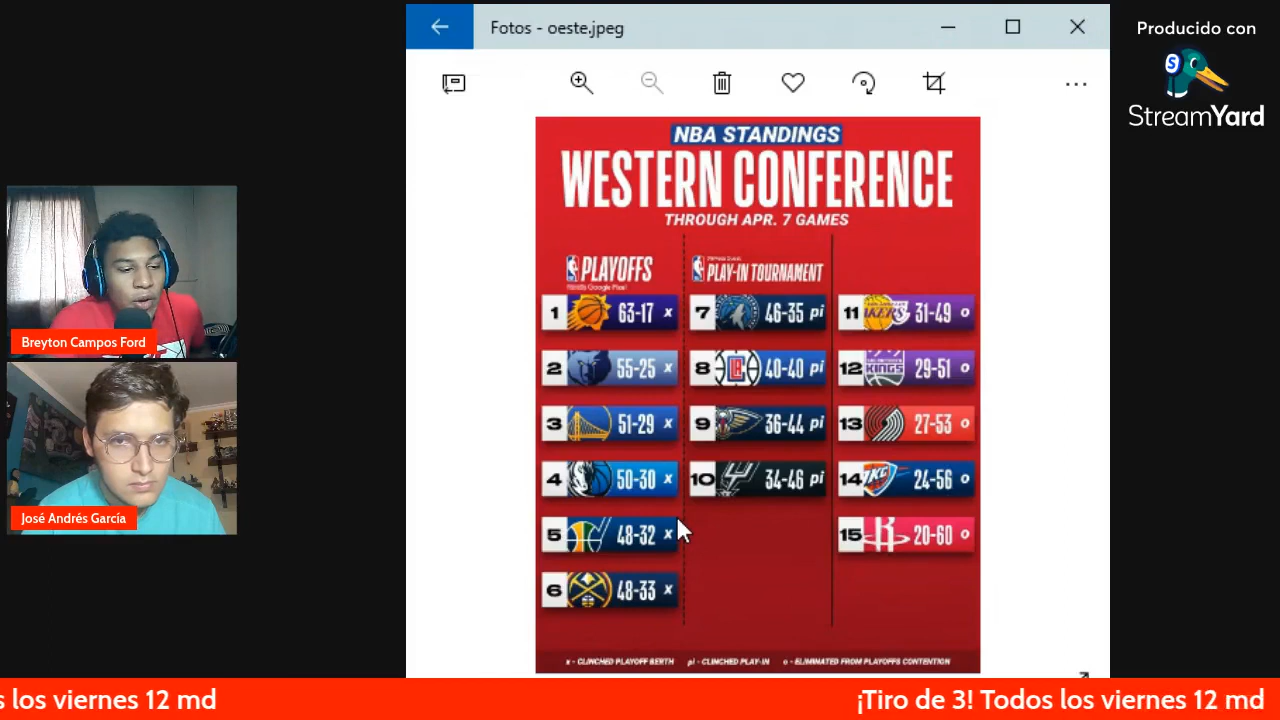 Fotos - oeste.jpeg
Producido con
StreamYard
NBA STANDINGS
WESTERN CONFERENCE
THROUGH APR. 7 GAMES
PLAYOFFS
PLAY-IN TOURNAMENT
1 63-17 x
2 55-25 x
3 51-29 x
4 50-30 x
5 48-32 x
6 48-33 x
7 46-35 pi
8 40-40 pi
9 36-44 pi
10 34-46 pi
11 LAKERS 31-49 o
12 KINGS 29-51 o
13 27-53 o
14 OKC 24-56 o
15 R 20-60 o
x - CLINCHED PLAYOFF BERTH pi - CLINCHED PLAY-IN o - ELIMINATED FROM PLAYOFFS CONTENTION
Breyton Campos Ford
José Andrés García
s los viernes 12 md
¡Tiro de 3! Todos los viernes 12 md